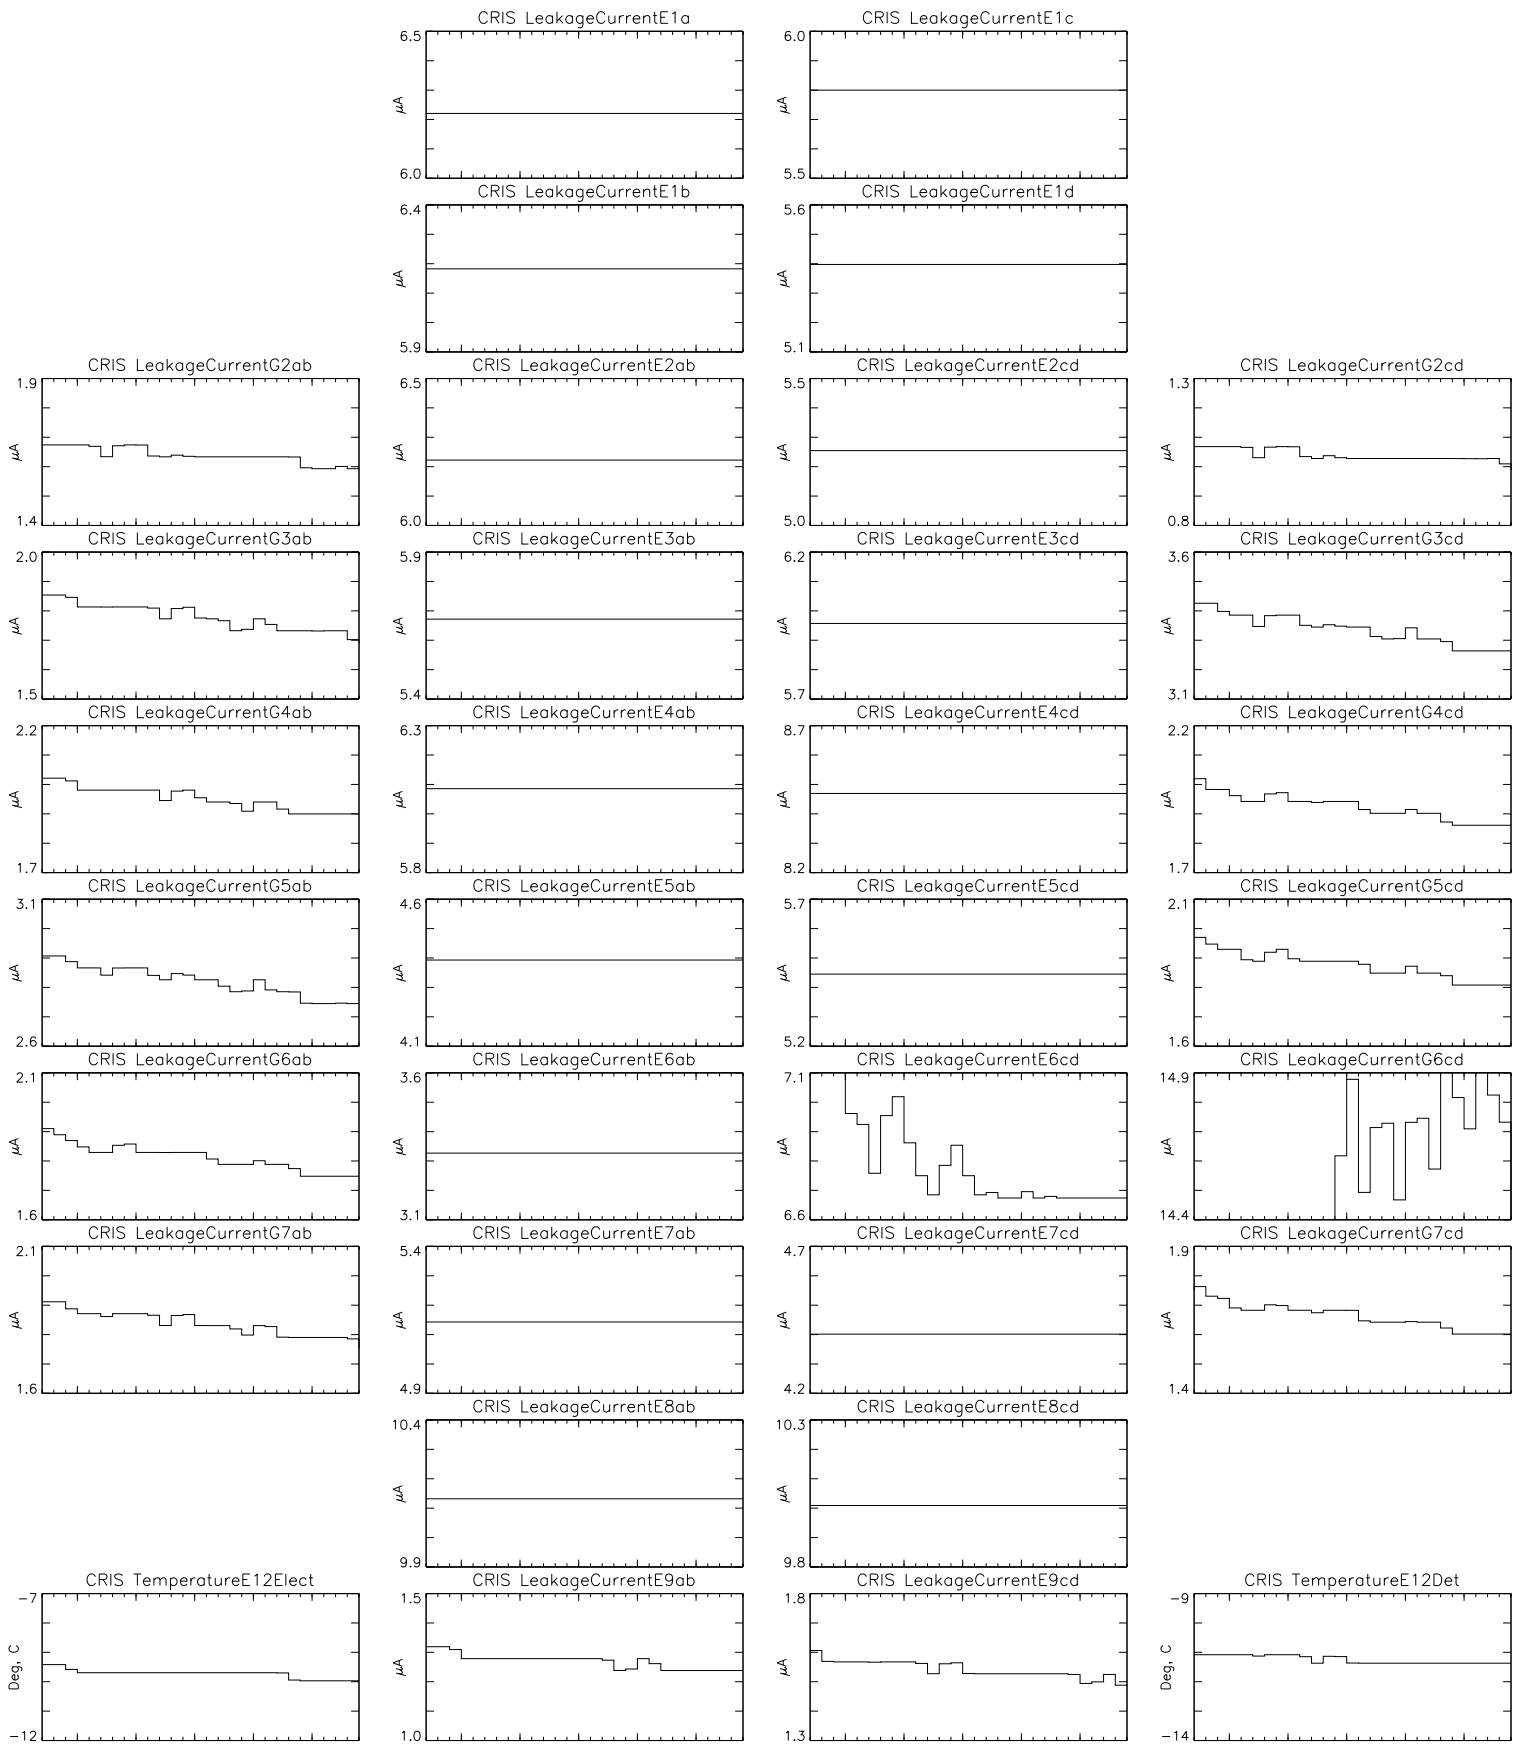 CRIS LeakageCurrentE1a
CRIS LeakageCurrentE1c
6.5
μA
6.0
6.0
μA
5.5
CRIS LeakageCurrentE1b
CRIS LeakageCurrentE1d
6.4
μA
5.9
5.6
μA
5.1
CRIS LeakageCurrentG2ab
CRIS LeakageCurrentE2ab
CRIS LeakageCurrentE2cd
CRIS LeakageCurrentG2cd
1.9
μA
1.4
6.5
μA
6.0
5.5
μA
5.0
1.3
μA
0.8
CRIS LeakageCurrentG3ab
CRIS LeakageCurrentE3ab
CRIS LeakageCurrentE3cd
CRIS LeakageCurrentG3cd
2.0
μA
1.5
5.9
μA
5.4
6.2
μA
5.7
3.6
μA
3.1
CRIS LeakageCurrentG4ab
CRIS LeakageCurrentE4ab
CRIS LeakageCurrentE4cd
CRIS LeakageCurrentG4cd
2.2
μA
1.7
6.3
μA
5.8
8.7
μA
8.2
2.2
μA
1.7
CRIS LeakageCurrentG5ab
CRIS LeakageCurrentE5ab
CRIS LeakageCurrentE5cd
CRIS LeakageCurrentG5cd
3.1
μA
2.6
4.6
μA
4.1
5.7
μA
5.2
2.1
μA
1.6
CRIS LeakageCurrentG6ab
CRIS LeakageCurrentE6ab
CRIS LeakageCurrentE6cd
CRIS LeakageCurrentG6cd
2.1
μA
1.6
3.6
μA
3.1
7.1
μA
6.6
14.9
μA
14.4
CRIS LeakageCurrentG7ab
CRIS LeakageCurrentE7ab
CRIS LeakageCurrentE7cd
CRIS LeakageCurrentG7cd
2.1
μA
1.6
5.4
μA
4.9
4.7
μA
4.2
1.9
μA
1.4
CRIS LeakageCurrentE8ab
CRIS LeakageCurrentE8cd
10.4
μA
9.9
10.3
μA
9.8
CRIS TemperatureE12Elect
CRIS LeakageCurrentE9ab
CRIS LeakageCurrentE9cd
CRIS TemperatureE12Det
-7
Deg, C
-12
1.5
μA
1.0
1.8
μA
1.3
-9
Deg, C
-14